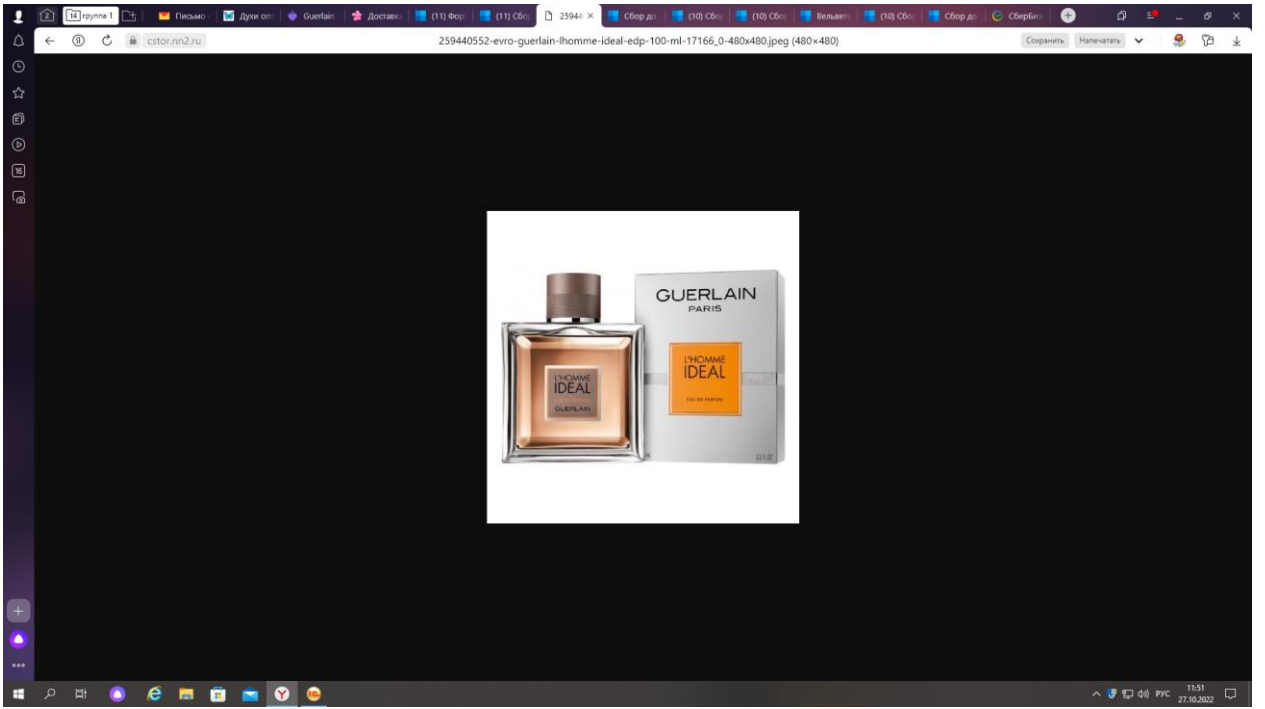 2
14 группа 1
Письмо
Духи опт
Guerlain
Доставка
(11) Фор
(11) Сбор
25944
Сбор до
(10) Сбор
(10) Сбор
Вельвето
(10) Сбор
Сбор до
СберБиз
cstor.nn2.ru
259440552-evro-guerlain-lhomme-ideal-edp-100-ml-17166_0-480x480.jpeg (480×480)
Сохранить
Напечатать
16
GUERLAIN
PARIS
L'HOMME
IDEAL
EAU DE PARFUM
L'HOMME
IDEAL
GUERLAIN
РУС
11:51
27.10.2022